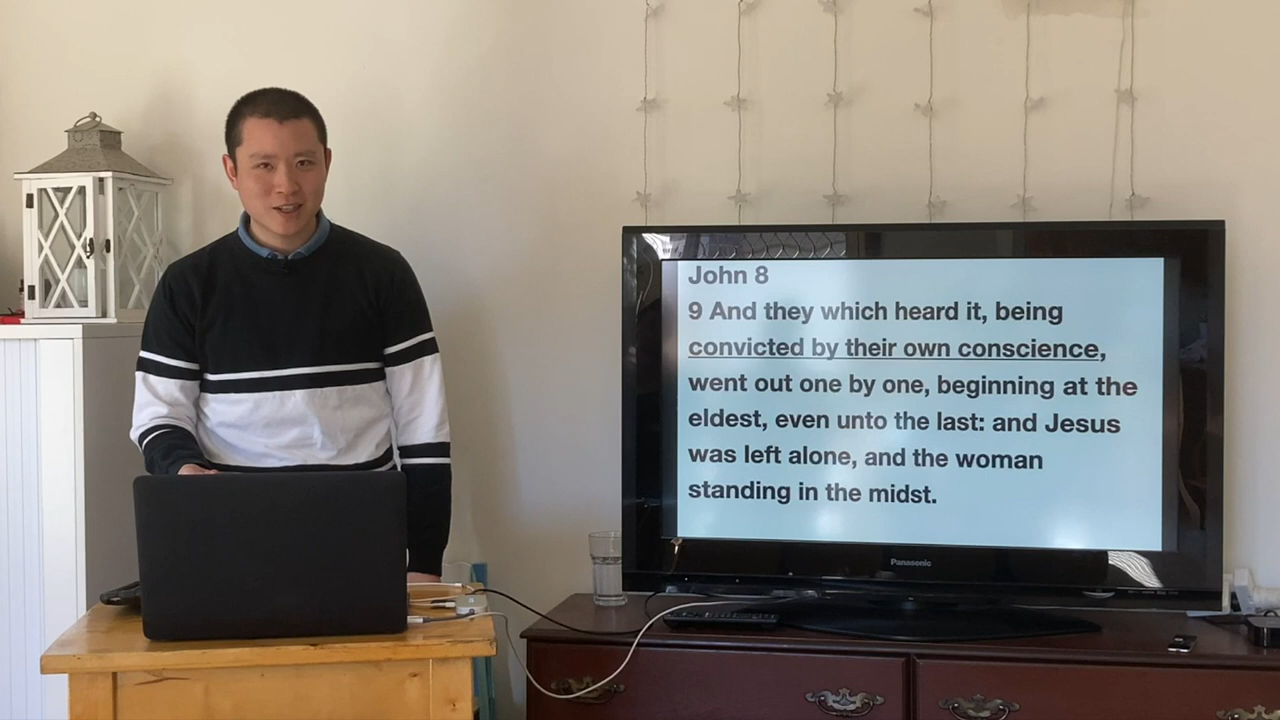 John 8
9 And they which heard it, being
convicted by their own conscience,
went out one by one, beginning at the
eldest, even unto the last: and Jesus
was left alone, and the woman
standing in the midst.
Panasonic